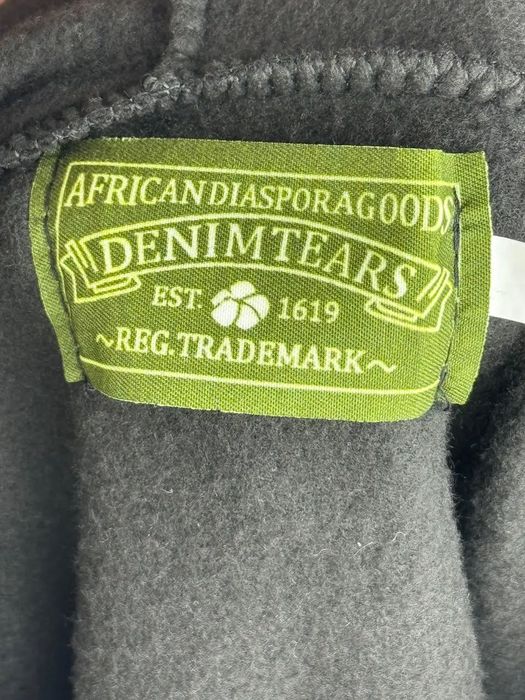 AFRICANDIASPORAGOODS
DENIMTEARS
EST. 1619
~REG.TRADEMARK~